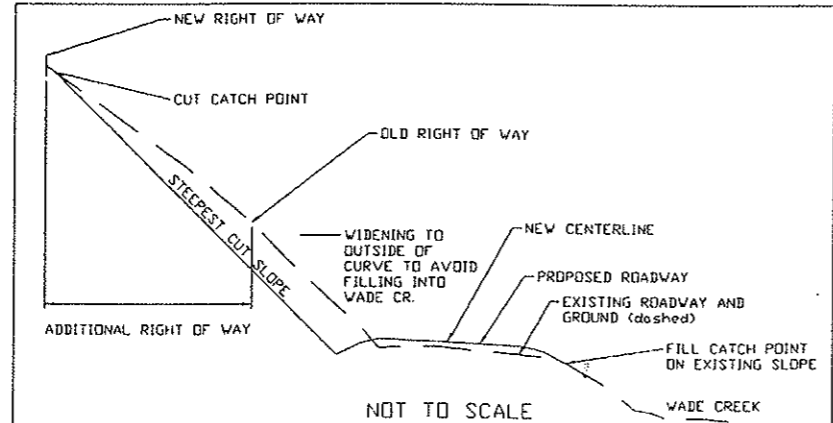 NEW RIGHT OF WAY
CUT CATCH POINT
OLD RIGHT OF WAY
STEEPEST CUT SLOPE
WIDENING TO
OUTSIDE OF
CURVE TO AVOID
FILLING INTO
WADE CR.
NEW CENTERLINE
PROPOSED ROADWAY
EXISTING ROADWAY AND
GROUND (dashed)
ADDITIONAL RIGHT OF WAY
FILL CATCH POINT
ON EXISTING SLOPE
WADE CREEK
NOT TO SCALE